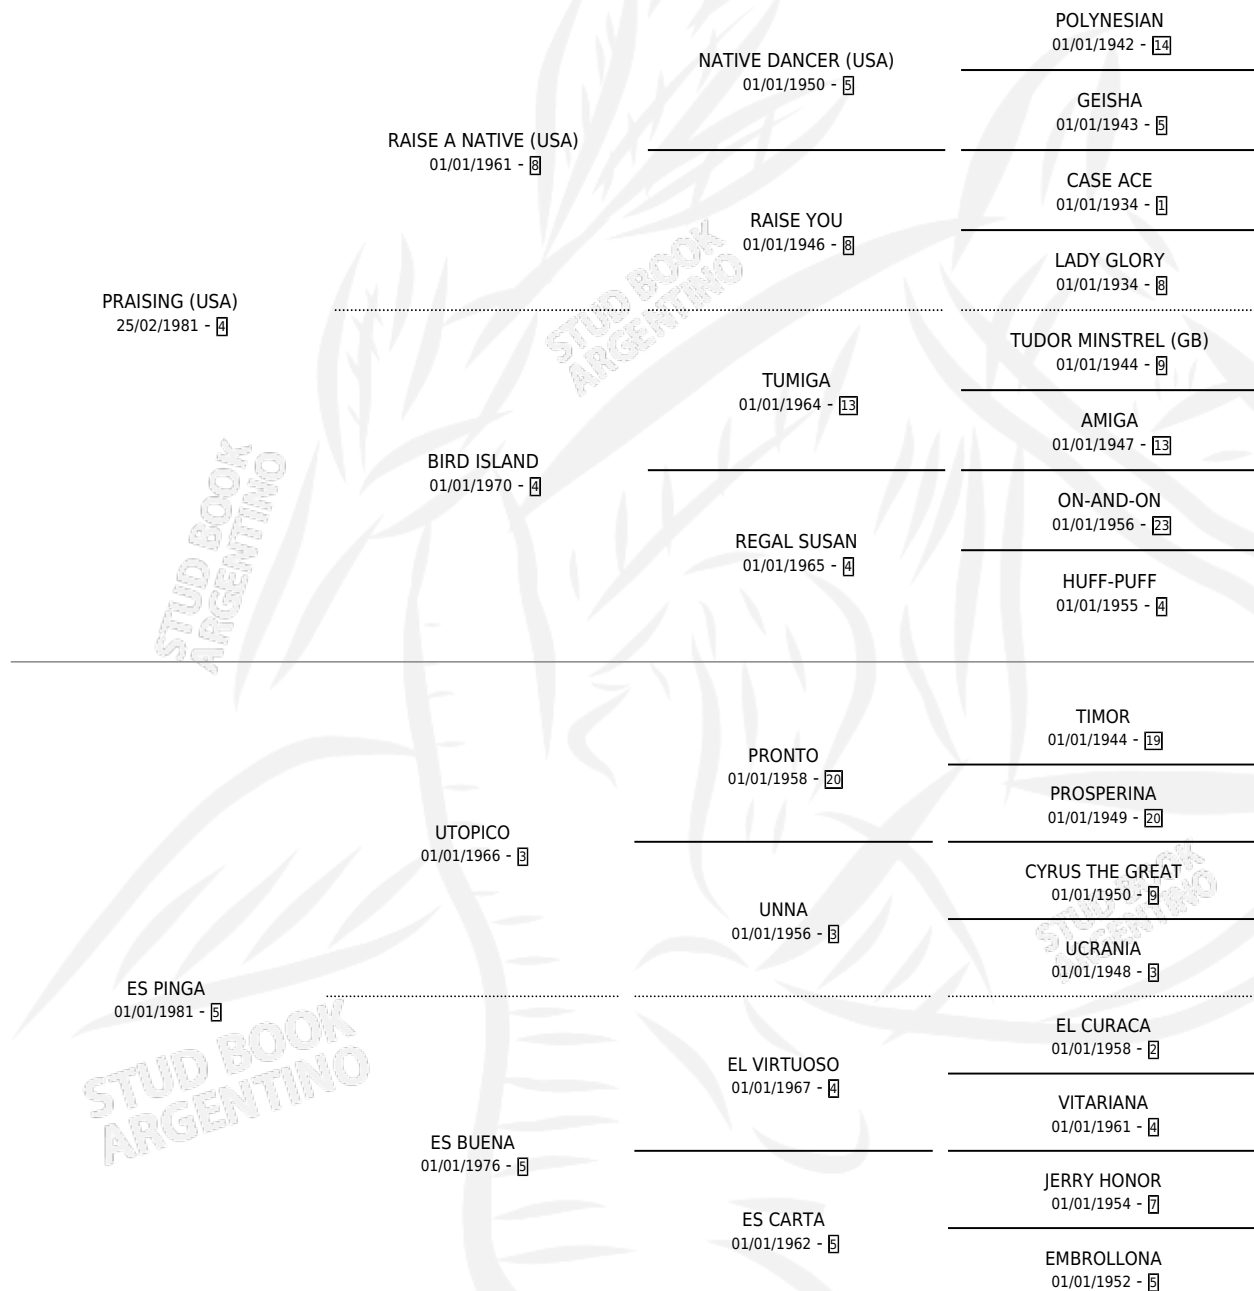 PRAISING (USA)
25/02/1981 - 4
RAISE A NATIVE (USA)
01/01/1961 - 8
NATIVE DANCER (USA)
01/01/1950 - 5
POLYNESIAN
01/01/1942 - 14
GEISHA
01/01/1943 - 5
RAISE YOU
01/01/1946 - 8
CASE ACE
01/01/1934 - 1
LADY GLORY
01/01/1934 - 8
BIRD ISLAND
01/01/1970 - 4
TUMIGA
01/01/1964 - 13
TUDOR MINSTREL (GB)
01/01/1944 - 9
AMIGA
01/01/1947 - 13
REGAL SUSAN
01/01/1965 - 4
ON-AND-ON
01/01/1956 - 23
HUFF-PUFF
01/01/1955 - 4
ES PINGA
01/01/1981 - 5
UTOPICO
01/01/1966 - 3
PRONTO
01/01/1958 - 20
TIMOR
01/01/1944 - 19
PROSPERINA
01/01/1949 - 20
UNNA
01/01/1956 - 3
CYRUS THE GREAT
01/01/1950 - 9
UCRANIA
01/01/1948 - 3
ES BUENA
01/01/1976 - 5
EL VIRTUOSO
01/01/1967 - 4
EL CURACA
01/01/1958 - 2
VITARIANA
01/01/1961 - 4
ES CARTA
01/01/1962 - 5
JERRY HONOR
01/01/1954 - 7
EMBROLLONA
01/01/1952 - 5
STUD BOOK
ARGENTINO
STUD BOOK
ARGENTINO
STUD BOOK
ARGENTINO
STUD BOOK
ARGENTINO